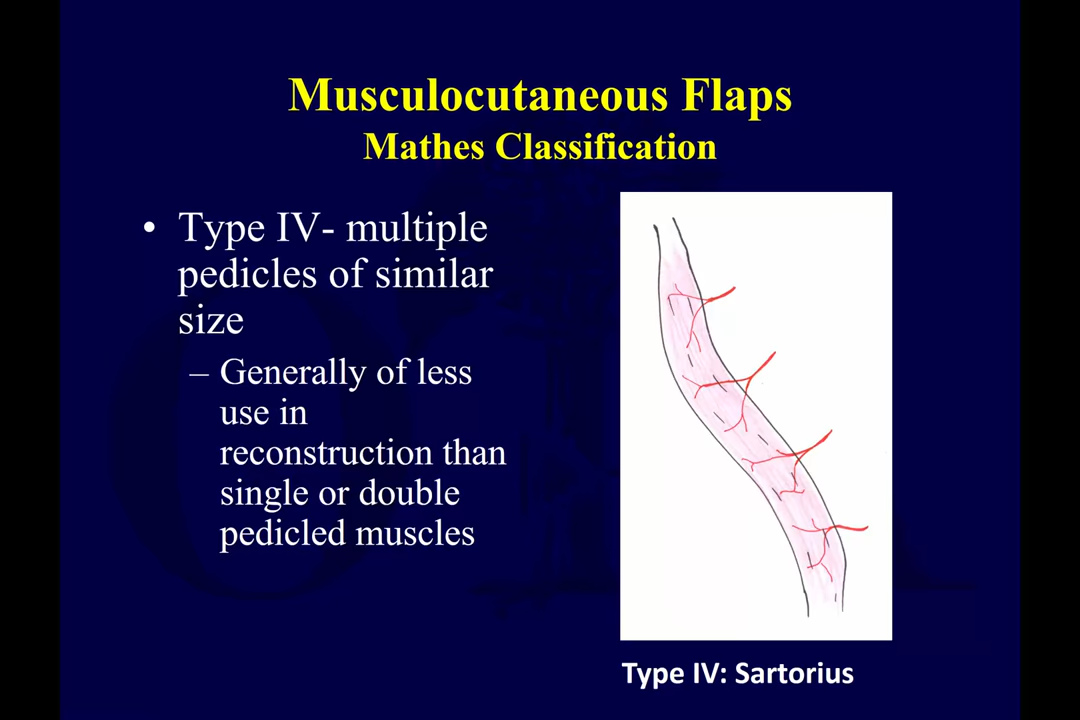 Musculocutaneous Flaps
Mathes Classification
• Type IV- multiple
pedicles of similar
size
– Generally of less
use in
reconstruction than
single or double
pedicled muscles
Type IV: Sartorius